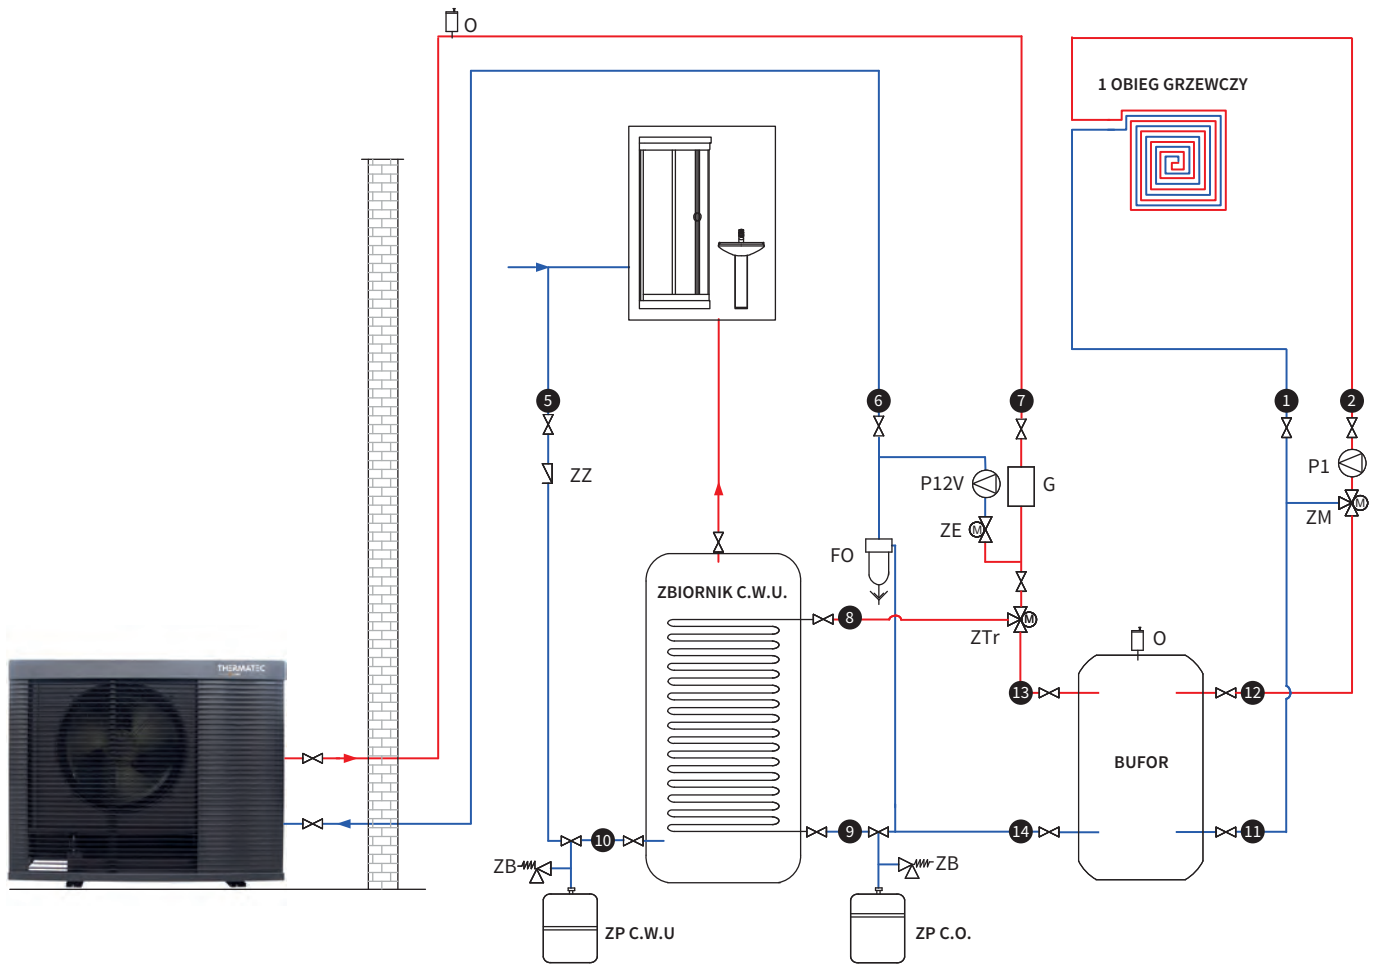 O
1 OBIEG GRZEWCZY
5
6
7
1
2
ZZ
P12V
G
P1
M
ZE
M
ZM
FO
ZBIORNIK C.W.U.
8
M
ZTr
O
THERMATEC
13
12
BUFOR
10
9
14
11
ZB
ZB
ZP C.W.U
ZP C.O.